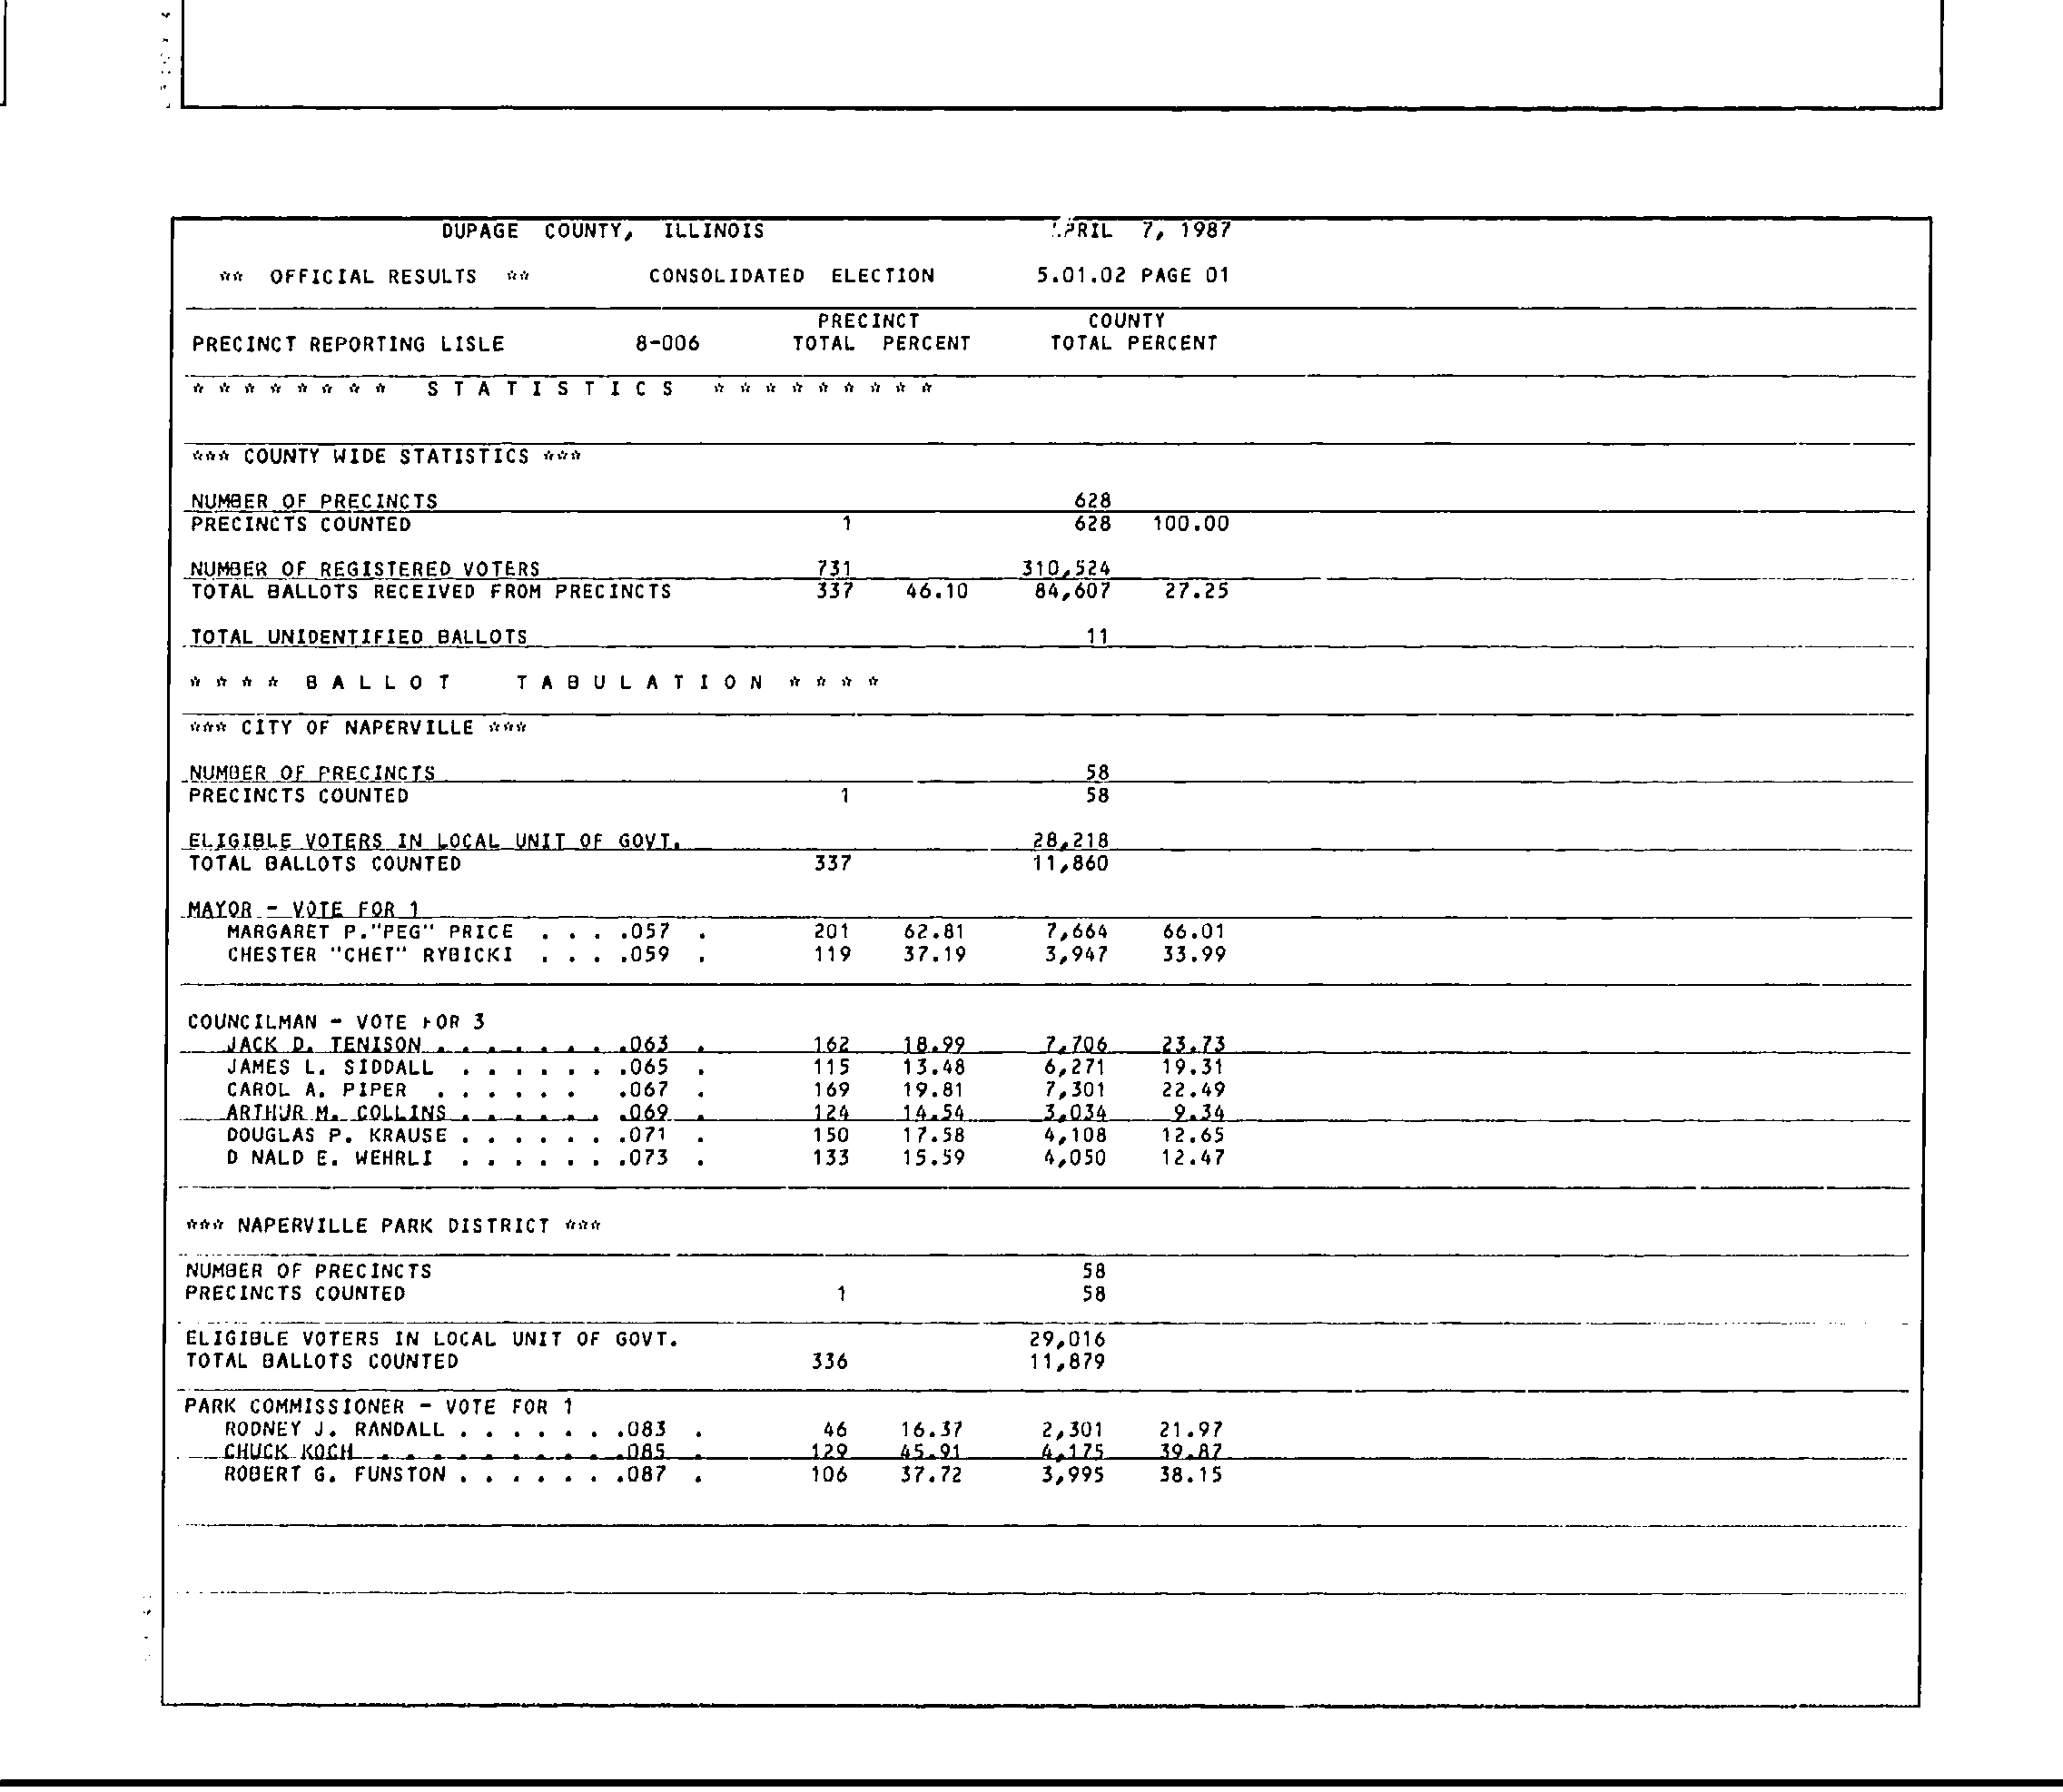 DUPAGE COUNTY, ILLINOIS APRIL 7, 1987
** OFFICIAL RESULTS ** CONSOLIDATED ELECTION 5.01.02 PAGE 01
PRECINCT COUNTY
PRECINCT REPORTING LISLE 8-006 TOTAL PERCENT TOTAL PERCENT
* * * * * * * * S T A T I S T I C S * * * * * * * * *
*** COUNTY WIDE STATISTICS ***
NUMBER OF PRECINCTS 628
PRECINCTS COUNTED 1 628 100.00
NUMBER OF REGISTERED VOTERS 731 310,524
TOTAL BALLOTS RECEIVED FROM PRECINCTS 337 46.10 84,607 27.25
TOTAL UNIDENTIFIED BALLOTS 11
* * * * B A L L O T T A B U L A T I O N * * * *
*** CITY OF NAPERVILLE ***
NUMBER OF PRECINCTS 58
PRECINCTS COUNTED 1 58
ELIGIBLE VOTERS IN LOCAL UNIT OF GOVT. 28,218
TOTAL BALLOTS COUNTED 337 11,860
MAYOR - VOTE FOR 1
MARGARET P."PEG" PRICE . . . .057 . 201 62.81 7,664 66.01
CHESTER "CHET" RYBICKI . . . .059 . 119 37.19 3,947 33.99
COUNCILMAN - VOTE FOR 3
JACK D. TENISON . . . . . . . .063 . 162 18.99 7,706 23.73
JAMES L. SIDDALL . . . . . . .065 . 115 13.48 6,271 19.31
CAROL A. PIPER . . . . . . .067 . 169 19.81 7,301 22.49
ARTHUR M. COLLINS . . . . . . .069 . 124 14.54 3,034 9.34
DOUGLAS P. KRAUSE . . . . . . .071 . 150 17.58 4,108 12.65
D NALD E. WEHRLI . . . . . . .073 . 133 15.59 4,050 12.47
*** NAPERVILLE PARK DISTRICT ***
NUMBER OF PRECINCTS 58
PRECINCTS COUNTED 1 58
ELIGIBLE VOTERS IN LOCAL UNIT OF GOVT. 29,016
TOTAL BALLOTS COUNTED 336 11,879
PARK COMMISSIONER - VOTE FOR 1
RODNEY J. RANDALL . . . . . . .083 . 46 16.37 2,301 21.97
CHUCK KOCH . . . . . . . . . . .085 . 129 45.91 4,175 39.87
ROBERT G. FUNSTON . . . . . . .087 . 106 37.72 3,995 38.15